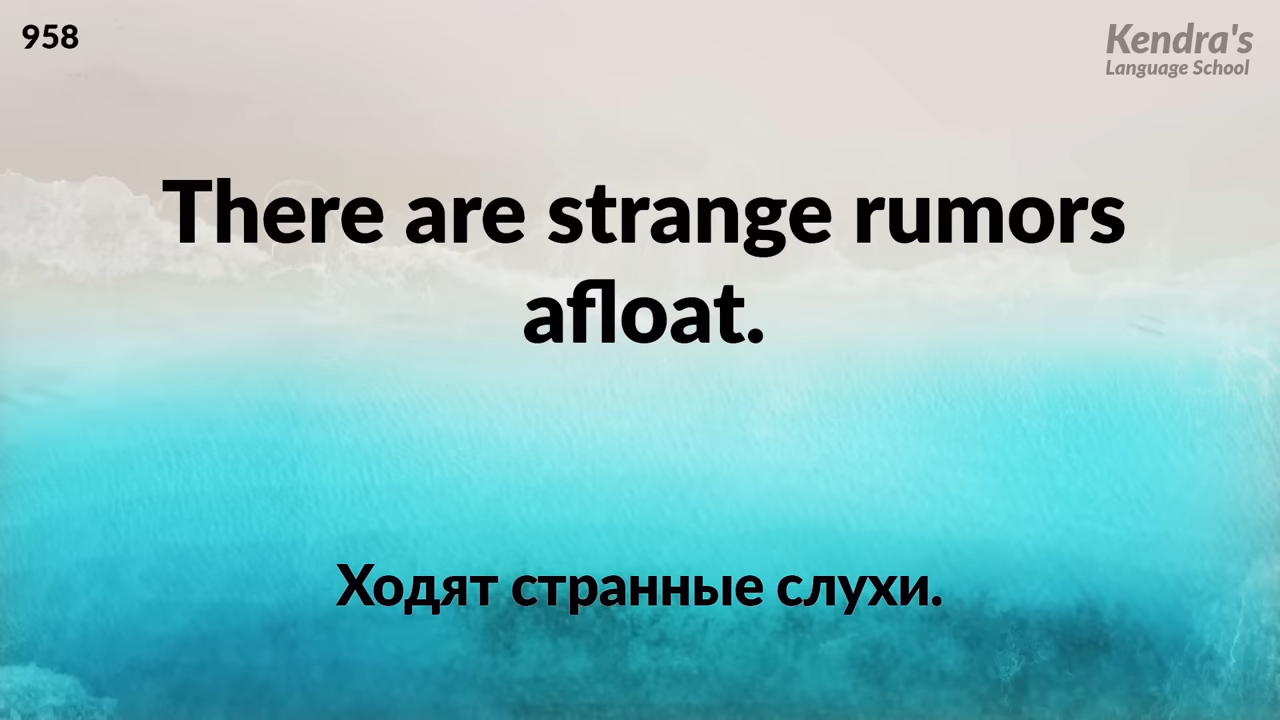 958
Kendra's
Language School
There are strange rumors
afloat.
Ходят странные слухи.